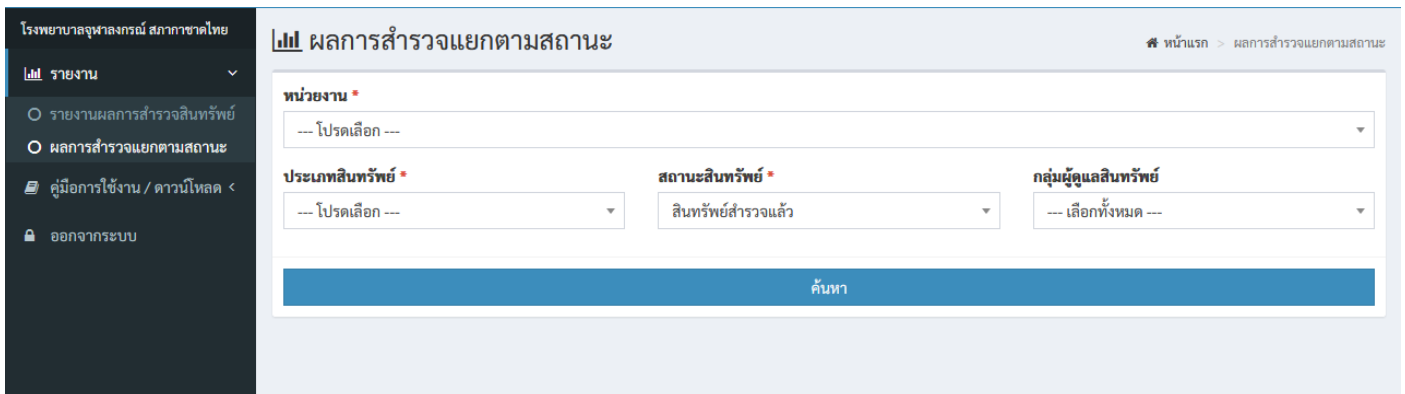 โรงพยาบาลจุฬาลงกรณ์ สภากาชาดไทย
รายงาน
รายงานผลการสำรวจสินทรัพย์
ผลการสำรวจแยกตามสถานะ
คู่มือการใช้งาน / ดาวน์โหลด
ออกจากระบบ
ผลการสำรวจแยกตามสถานะ
หน้าแรก > ผลการสำรวจแยกตามสถานะ
หน่วยงาน *
--- โปรดเลือก ---
ประเภทสินทรัพย์ * สถานะสินทรัพย์ * กลุ่มผู้ดูแลสินทรัพย์
--- โปรดเลือก --- สินทรัพย์สำรวจแล้ว --- เลือกทั้งหมด ---
ค้นหา